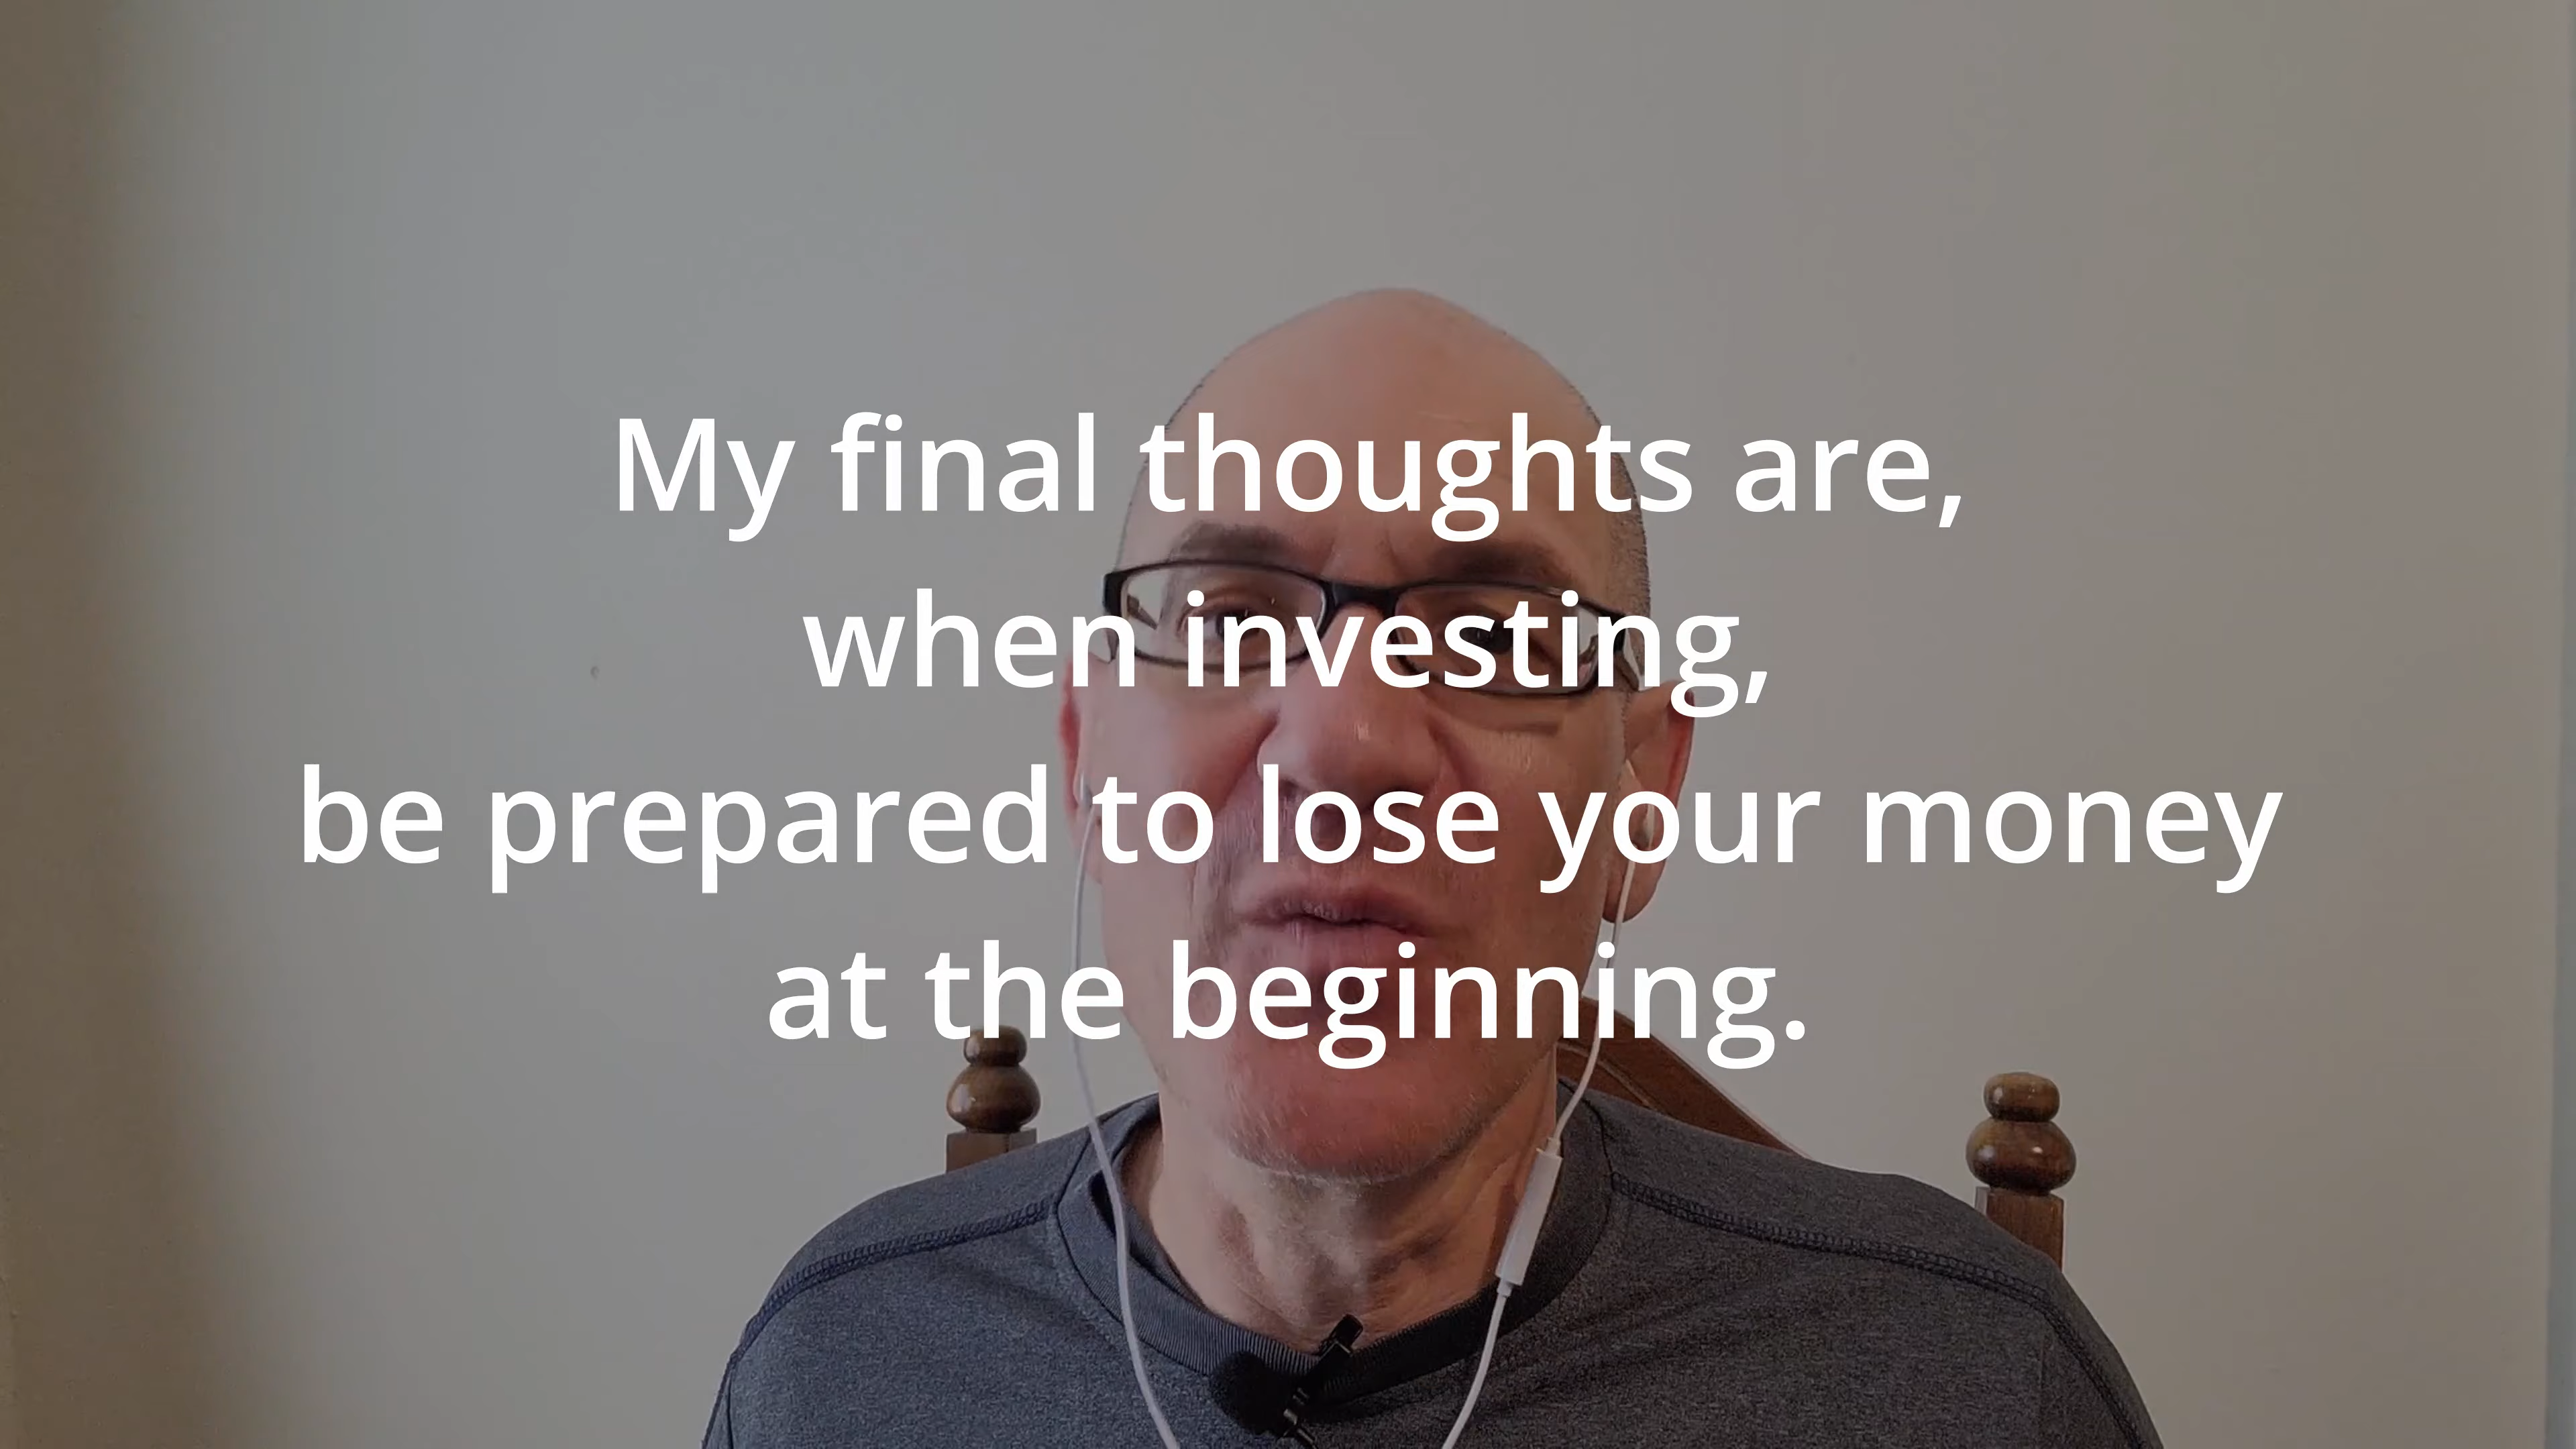 My final thoughts are,
when investing,
be prepared to lose your money
at the beginning.